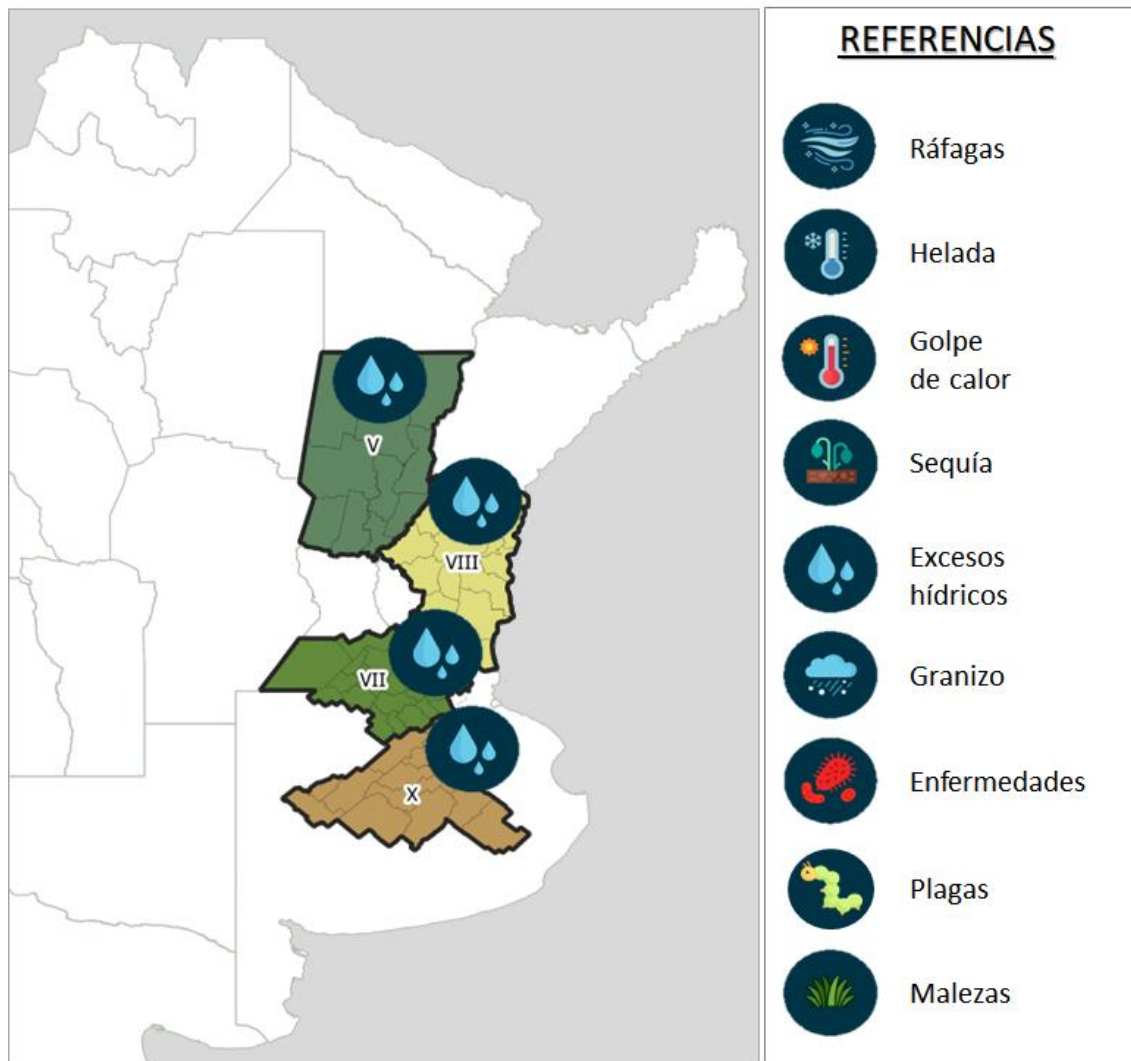 REFERENCIAS
Ráfagas
Helada
Golpe
de calor
Sequía
Excesos
hídricos
Granizo
Enfermedades
Plagas
Malezas
V
VIII
VII
X